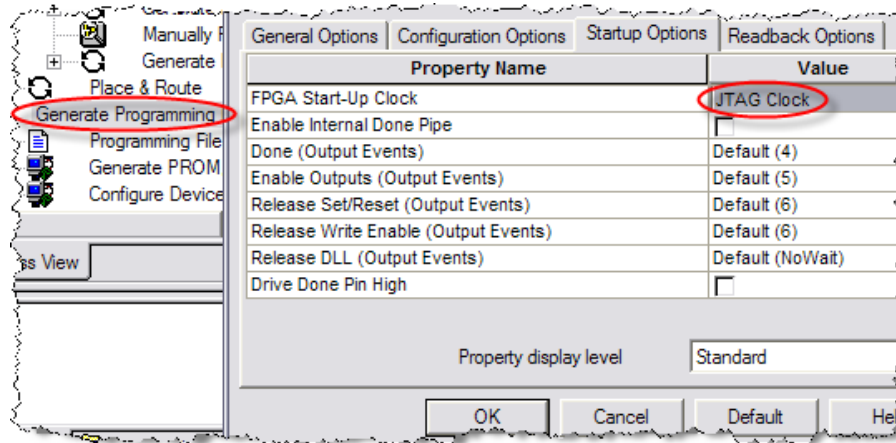 Generate
Manually
Generate
Place & Route
Generate Programming
Programming File
Generate PROM
Configure Device
ss View
General Options
Configuration Options
Startup Options
Readback Options
Property Name
Value
FPGA Start-Up Clock
JTAG Clock
Enable Internal Done Pipe
Done (Output Events)
Default (4)
Enable Outputs (Output Events)
Default (5)
Release Set/Reset (Output Events)
Default (6)
Release Write Enable (Output Events)
Default (6)
Release DLL (Output Events)
Default (NoWait)
Drive Done Pin High
Property display level
Standard
OK
Cancel
Default
Hel